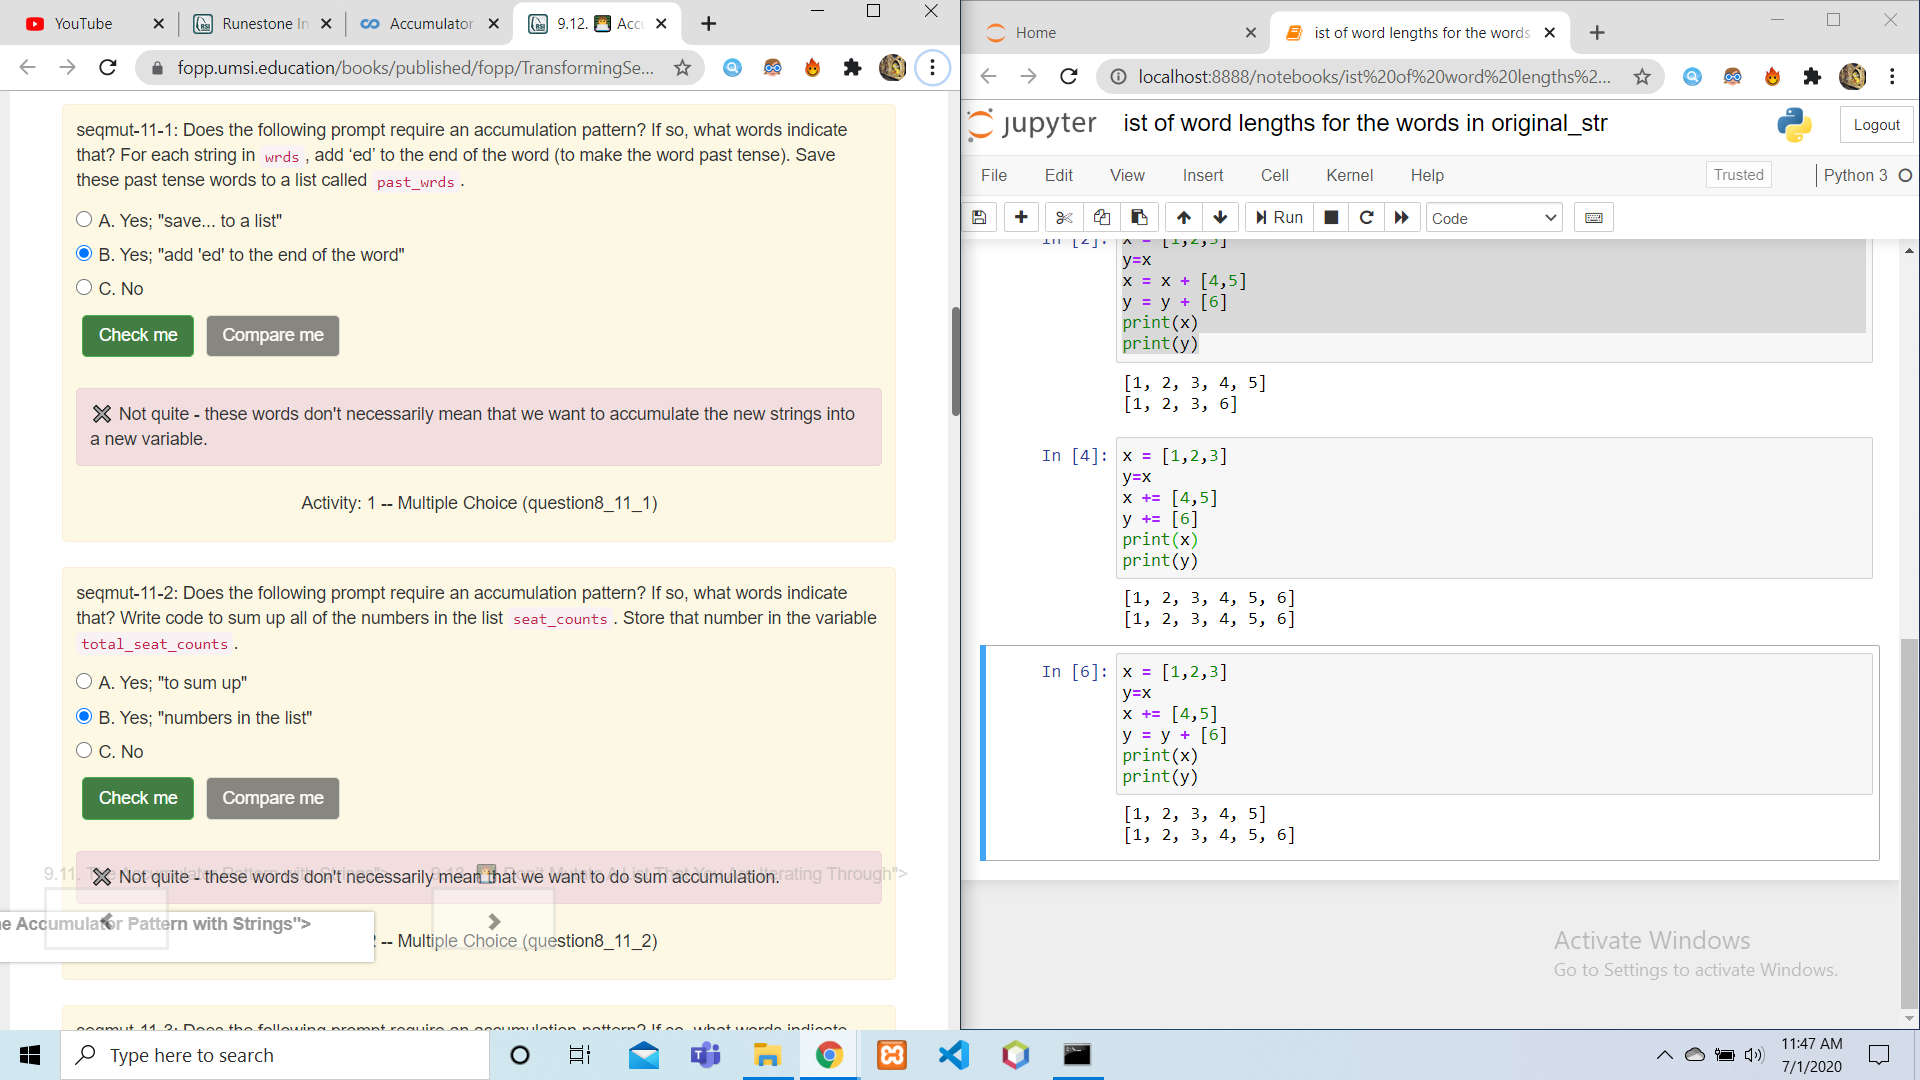 YouTube
Runestone In
Accumulator
9.12. Acc
fopp.umsi.education/books/published/fopp/TransformingSe...
seqmut-11-1: Does the following prompt require an accumulation pattern? If so, what words indicate
that? For each string in wrds , add ‘ed’ to the end of the word (to make the word past tense). Save
these past tense words to a list called past_wrds .
A. Yes; "save... to a list"
B. Yes; "add 'ed' to the end of the word"
C. No
Check me
Compare me
Not quite - these words don't necessarily mean that we want to accumulate the new strings into
a new variable.
Activity: 1 -- Multiple Choice (question8_11_1)
seqmut-11-2: Does the following prompt require an accumulation pattern? If so, what words indicate
that? Write code to sum up all of the numbers in the list seat_counts . Store that number in the variable
total_seat_counts .
A. Yes; "to sum up"
B. Yes; "numbers in the list"
C. No
Check me
Compare me
9.11. The Accumulator Pattern with Strings">
Don't Mutate A List That You Are Iterating Through">
Not quite - these words don't necessarily mean that we want to do sum accumulation.
e Accumulator Pattern with Strings">
2 -- Multiple Choice (question8_11_2)
seqmut-11-3: Does the following prompt require an accumulation pattern? If so, what words indicate
Home
ist of word lengths for the words
localhost:8888/notebooks/ist%20of%20word%20lengths%2...
jupyter
ist of word lengths for the words in original_str
Logout
File
Edit
View
Insert
Cell
Kernel
Help
Trusted
Python 3
Run
Code
In [2]: x = [1,2,3]
y=x
x = x + [4,5]
y = y + [6]
print(x)
print(y)
[1, 2, 3, 4, 5]
[1, 2, 3, 6]
In [4]: x = [1,2,3]
y=x
x += [4,5]
y += [6]
print(x)
print(y)
[1, 2, 3, 4, 5, 6]
[1, 2, 3, 4, 5, 6]
In [6]: x = [1,2,3]
y=x
x += [4,5]
y = y + [6]
print(x)
print(y)
[1, 2, 3, 4, 5]
[1, 2, 3, 4, 5, 6]
Activate Windows
Go to Settings to activate Windows.
Type here to search
11:47 AM
7/1/2020